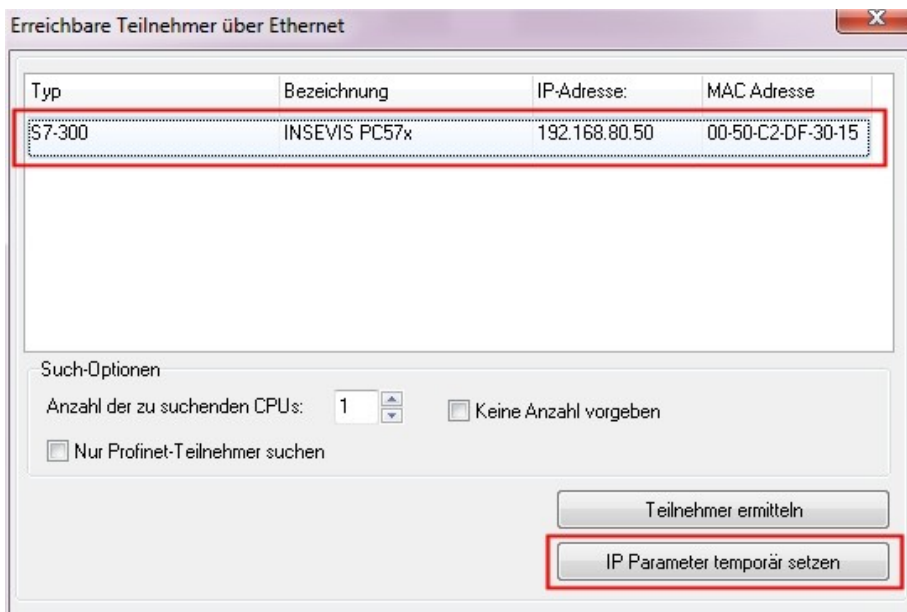 Erreichbare Teilnehmer über Ethernet
x
Typ Bezeichnung IP-Adresse: MAC Adresse
S7-300 INSEVIS PC57x 192.168.80.50 00-50-C2-DF-30-15
Such-Optionen
Anzahl der zu suchenden CPUs: 1 Keine Anzahl vorgeben
Nur Profinet-Teilnehmer suchen
Teilnehmer ermitteln
IP Parameter temporär setzen